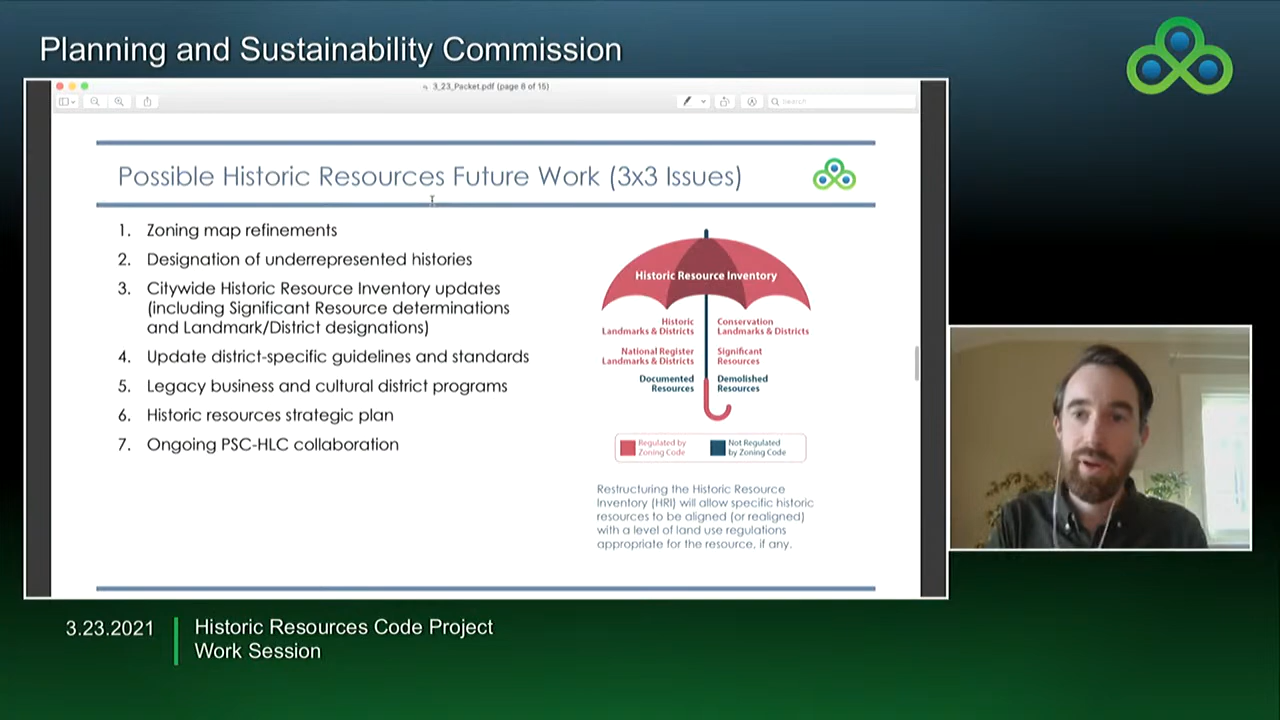 Planning and Sustainability Commission
3_23_Packet.pdf (page 8 of 15)
Search
Possible Historic Resources Future Work (3x3 Issues)
1. Zoning map refinements
2. Designation of underrepresented histories
3. Citywide Historic Resource Inventory updates
(including Significant Resource determinations
and Landmark/District designations)
4. Update district-specific guidelines and standards
5. Legacy business and cultural district programs
6. Historic resources strategic plan
7. Ongoing PSC-HLC collaboration
Historic Resource Inventory
Historic
Landmarks & Districts
Conservation
Landmarks & Districts
National Register
Landmarks & Districts
Significant
Resources
Documented
Resources
Demolished
Resources
Regulated by
Zoning Code
Not Regulated
by Zoning Code
Restructuring the Historic Resource
Inventory (HRI) will allow specific historic
resources to be aligned (or realigned)
with a level of land use regulations
appropriate for the resource, if any.
3.23.2021
Historic Resources Code Project
Work Session